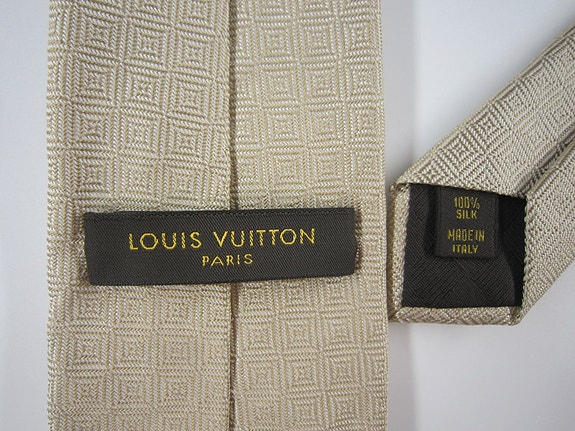 LOUIS VUITTON
PARIS
100%
SILK
MADE IN
ITALY